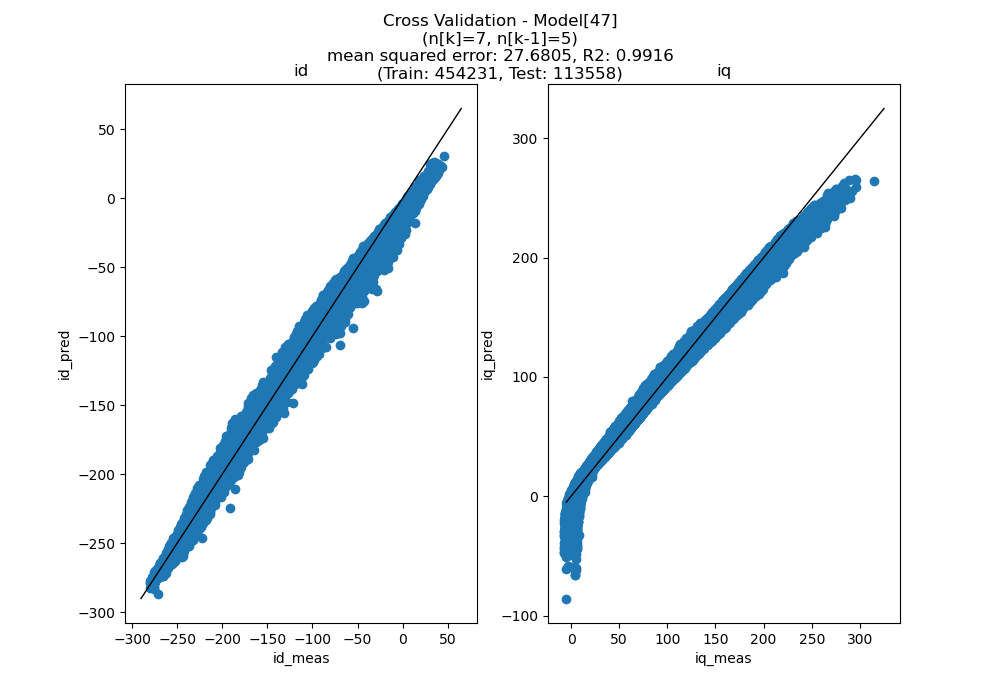 Cross Validation - Model[47]
(n[k]=7, n[k-1]=5)
mean squared error: 27.6805, R2: 0.9916
(Train: 454231, Test: 113558)
id
iq
50
0
−50
−100
−150
−200
−250
−300
id_pred
−300 −250 −200 −150 −100 −50 0 50
id_meas
300
200
100
0
−100
iq_pred
0 50 100 150 200 250 300
iq_meas